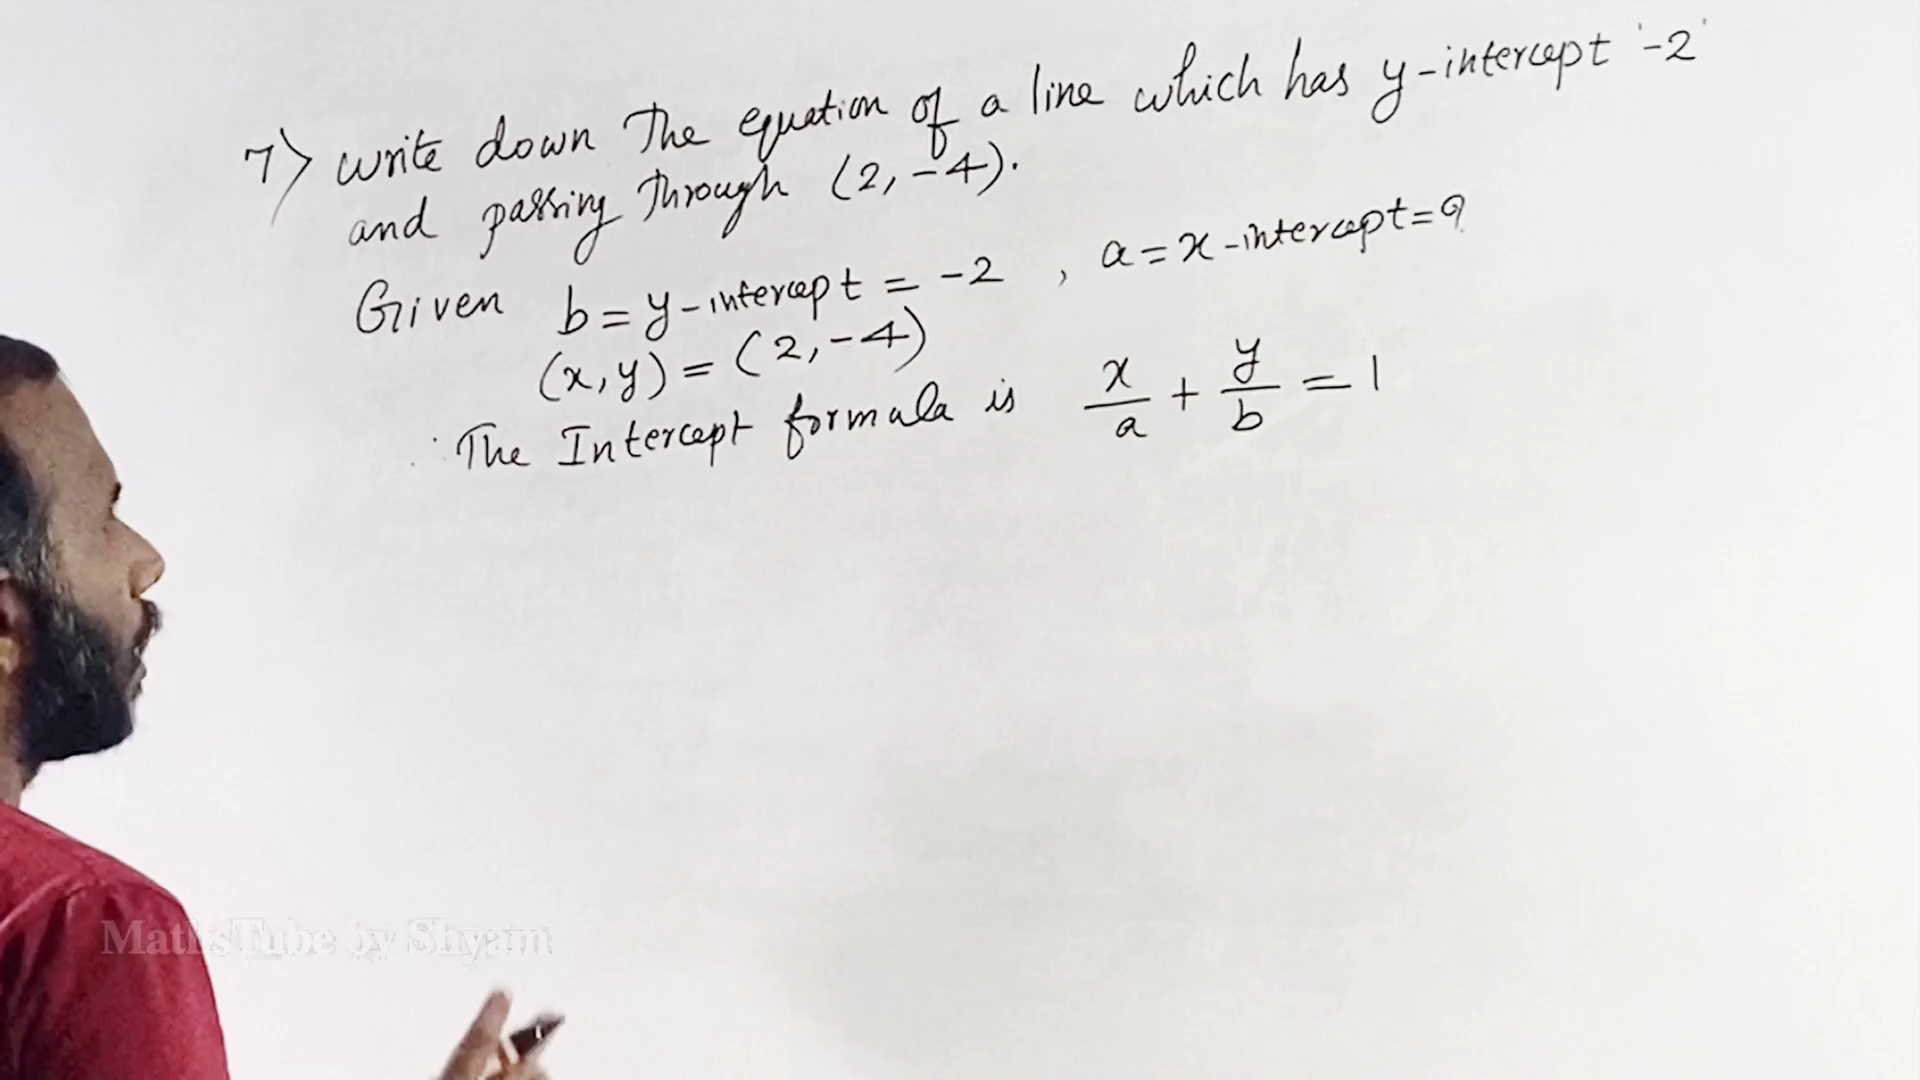 7) write down The equation of a line which has y-intercept '-2'
and passing through (2, -4).
Given b = y-intercept = -2 , a = x-intercept = ?
(x, y) = (2, -4)
∴ The Intercept formula is x/a + y/b = 1
MathsTube by Shyam